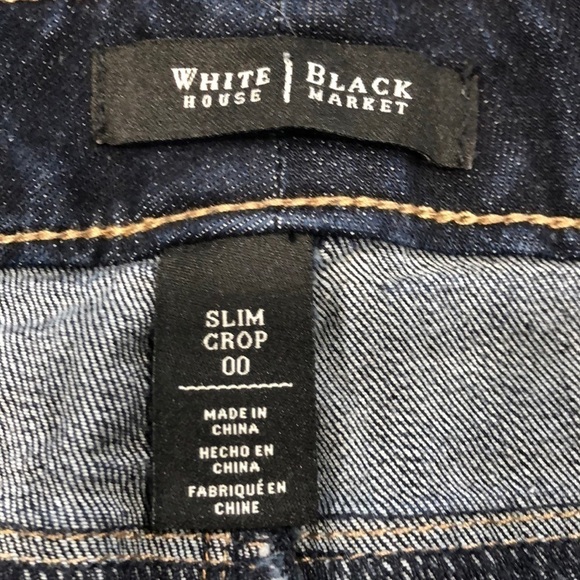 WHITE HOUSE | BLACK MARKET
SLIM
CROP
00
MADE IN
CHINA
HECHO EN
CHINA
FABRIQUÉ EN
CHINE